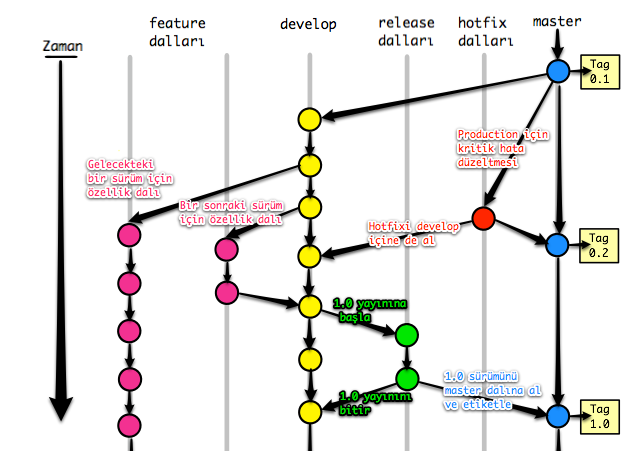 feature
dalları
develop
release
dalları
hotfix
dalları
master
Zaman
Tag
0.1
Production için
kritik hata
düzeltmesi
Gelecekteki
bir sürüm için
özellik dalı
Bir sonraki sürüm
için özellik dalı
Hotfixi develop
içine de al
Tag
0.2
1.0 yayınına
başla
1.0 sürümünü
master dalına al
ve etiketle
1.0 yayınını
bitir
Tag
1.0